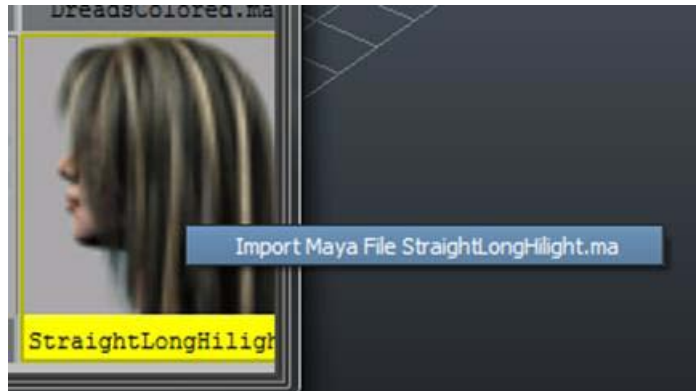 DreadsColored.ma
Import Maya File StraightLongHilight.ma
StraightLongHiligh